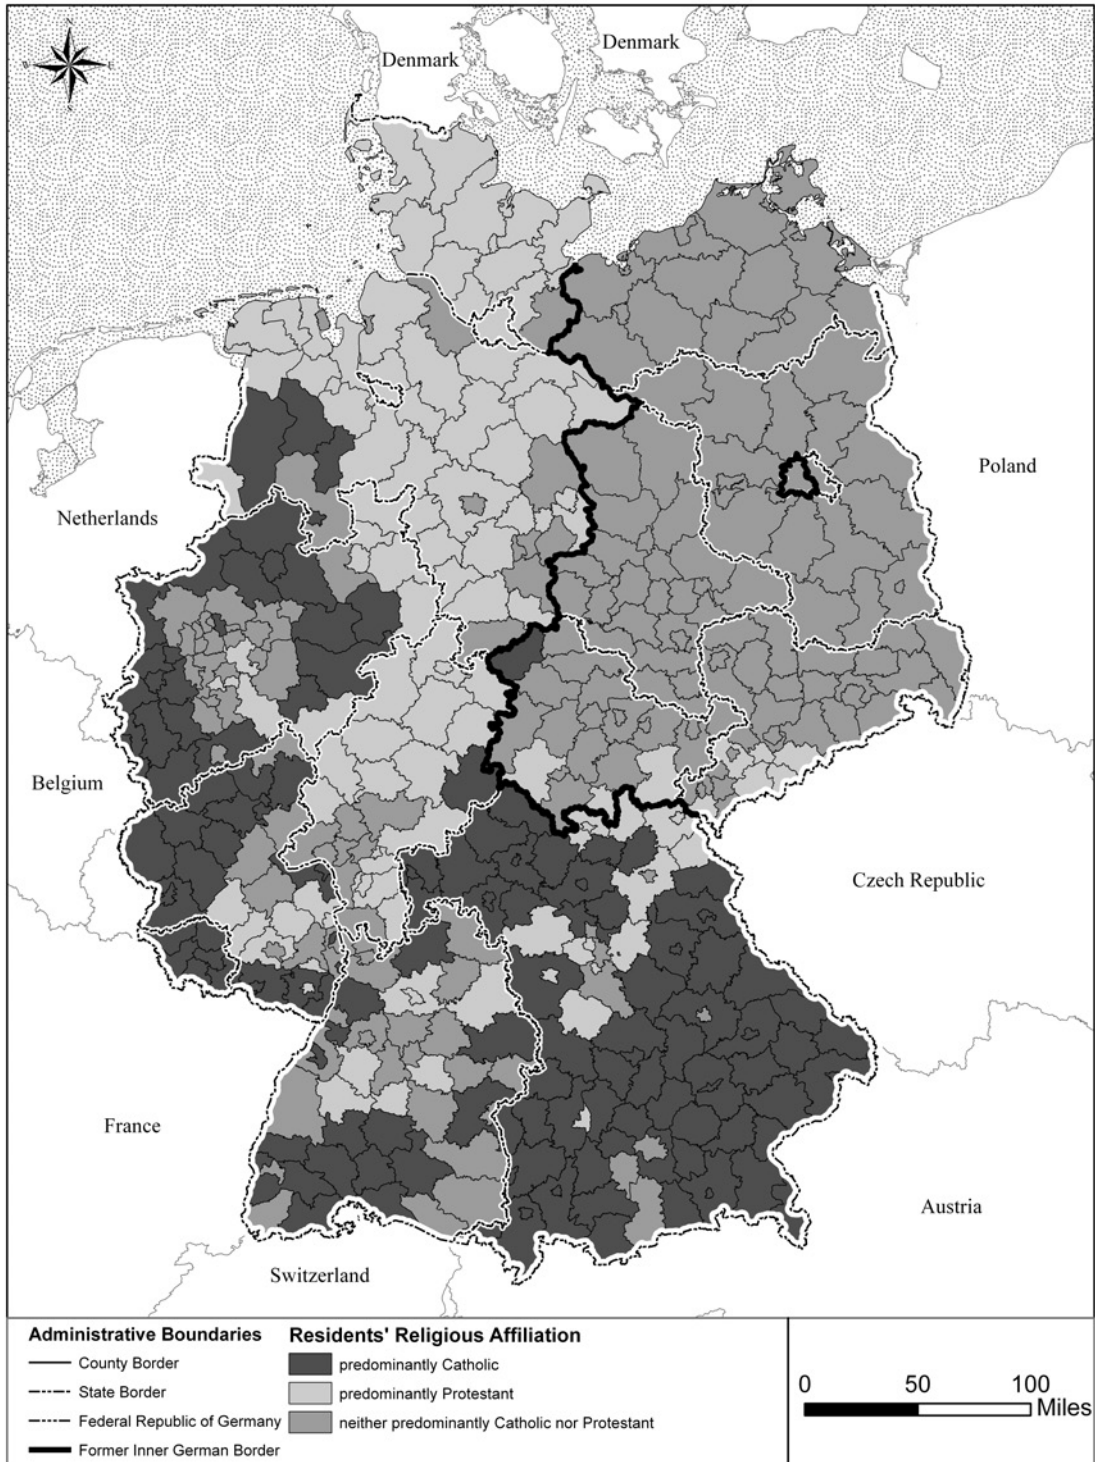 Denmark
Denmark
Poland
Netherlands
Belgium
Czech Republic
France
Austria
Switzerland
Administrative Boundaries
County Border
State Border
Federal Republic of Germany
Former Inner German Border
Residents' Religious Affiliation
predominantly Catholic
predominantly Protestant
neither predominantly Catholic nor Protestant
0 50 100
Miles